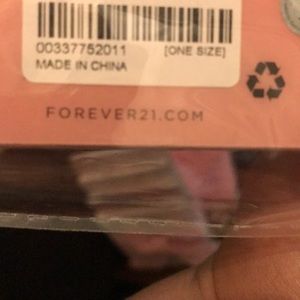 00337752011 [ONE SIZE]
MADE IN CHINA
FOREVER21.COM